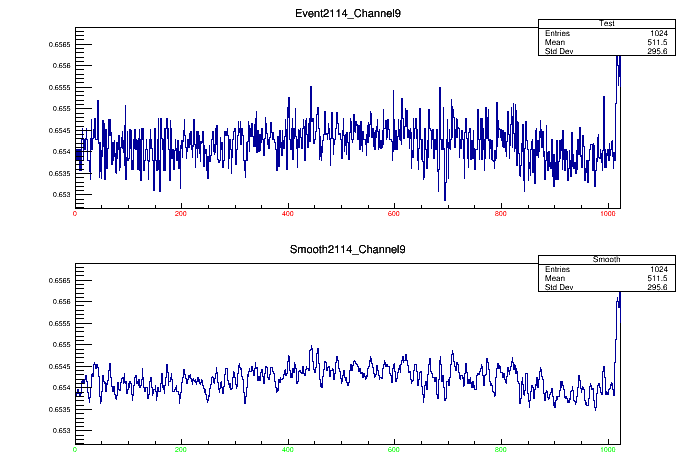 Event2114_Channel9
Test
Entries 1024
Mean 511.5
Std Dev 295.6
0.6565
0.656
0.6555
0.655
0.6545
0.654
0.6535
0.653
0 200 400 600 800 1000
Smooth2114_Channel9
Smooth
Entries 1024
Mean 511.5
Std Dev 295.6
0.6565
0.656
0.6555
0.655
0.6545
0.654
0.6535
0.653
0 200 400 600 800 1000